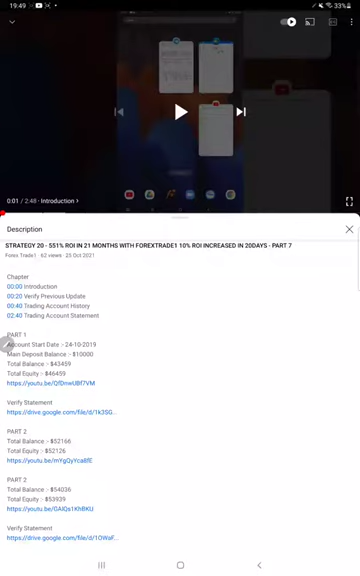 19:49
33%
0:01 / 2:48 · Introduction >
Description
STRATEGY 20 - 551% ROI IN 21 MONTHS WITH FOREXTRADE1 10% ROI INCREASED IN 20DAYS - PART 7
Forex Trade1 · 62 views · 25 Oct 2021
Chapter
00:00 Introduction
00:20 Verify Previous Update
00:40 Trading Account History
02:40 Trading Account Statement
PART 1
Account Start Date :- 24-10-2019
Main Deposit Balance :- $10000
Total Balance :- $43459
Total Equity :- $46459
https://youtu.be/QfDnwUBf7VM
Verify Statement
https://drive.google.com/file/d/1k3SG...
PART 2
Total Balance :- $52166
Total Equity :- $52126
https://youtu.be/mYgQyYcaBfE
PART 2
Total Balance :- $54036
Total Equity :- $53939
https://youtu.be/GAlQs1KhBKU
Verify Statement
https://drive.google.com/file/d/1OWaF...